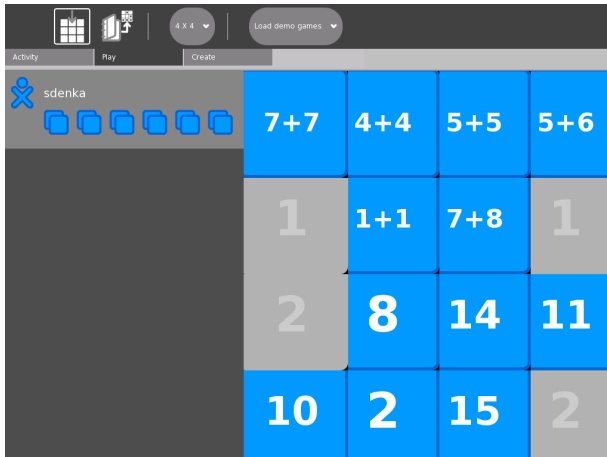 4 X 4 Load demo games
Activity Play Create
sdenka
7+7 4+4 5+5 5+6
1 1+1 7+8 1
2 8 14 11
10 2 15 2